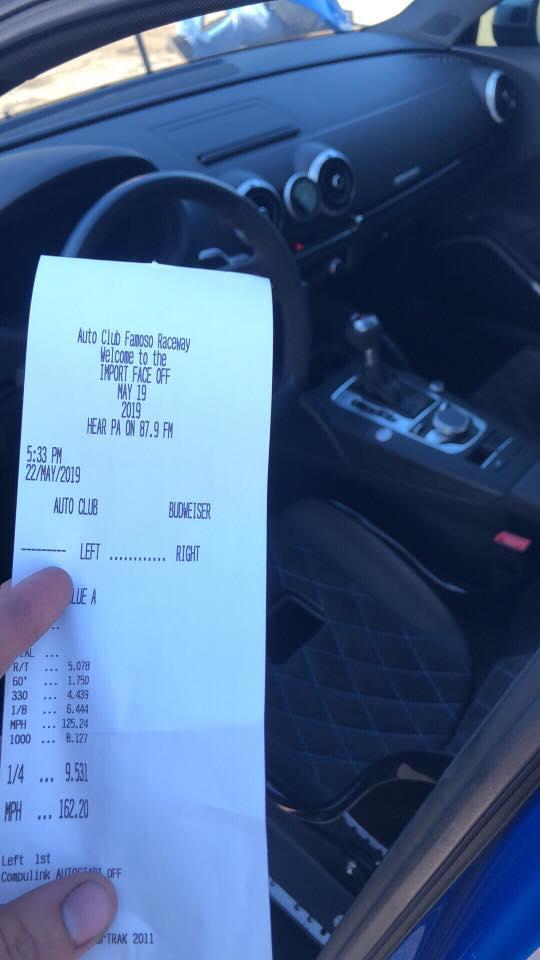 Auto Club Famoso Raceway
Welcome to the
IMPORT FACE OFF
MAY 19
2019
HEAR PA ON 87.9 FM
5:33 PM
22/MAY/2019
AUTO CLUB BUDWEISER
---------- LEFT ............ RIGHT
A
...
R/T ... 5.078
60' ... 1.750
330 ... 4.439
1/8 ... 6.444
MPH ... 125.24
1000 ... 8.127
1/4 ... 9.531
MPH ... 162.20
Left 1st
Compulink AUTOSTART OFF
2011